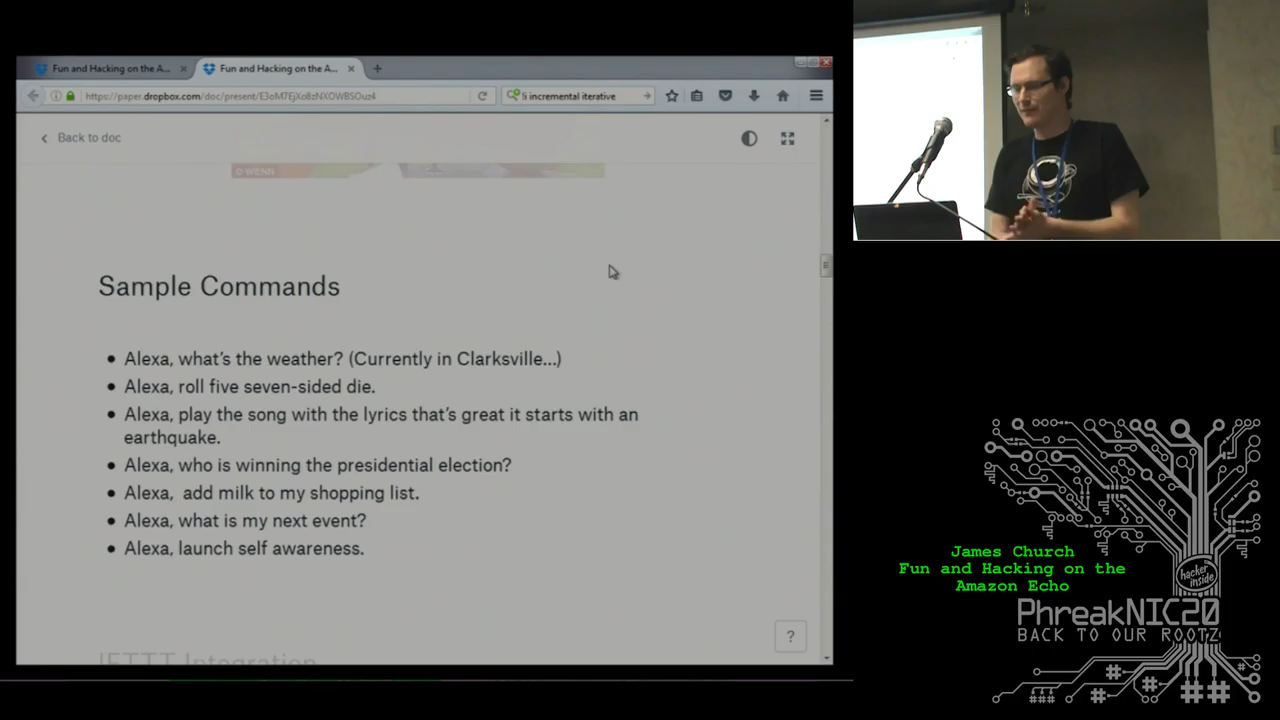 Fun and Hacking on the A...
Fun and Hacking on the A...
https://paper.dropbox.com/doc/present/E3oM7EjXo8zNXOWBSOuz4
incremental iterative
Back to doc
© WENN
Sample Commands
Alexa, what's the weather? (Currently in Clarksville...)
Alexa, roll five seven-sided die.
Alexa, play the song with the lyrics that's great it starts with an
earthquake.
Alexa, who is winning the presidential election?
Alexa, add milk to my shopping list.
Alexa, what is my next event?
Alexa, launch self awareness.
?
IFTTT Integration
James Church
Fun and Hacking on the
Amazon Echo
hacker
inside
PhreakNIC20
BACK TO OUR ROOTZ